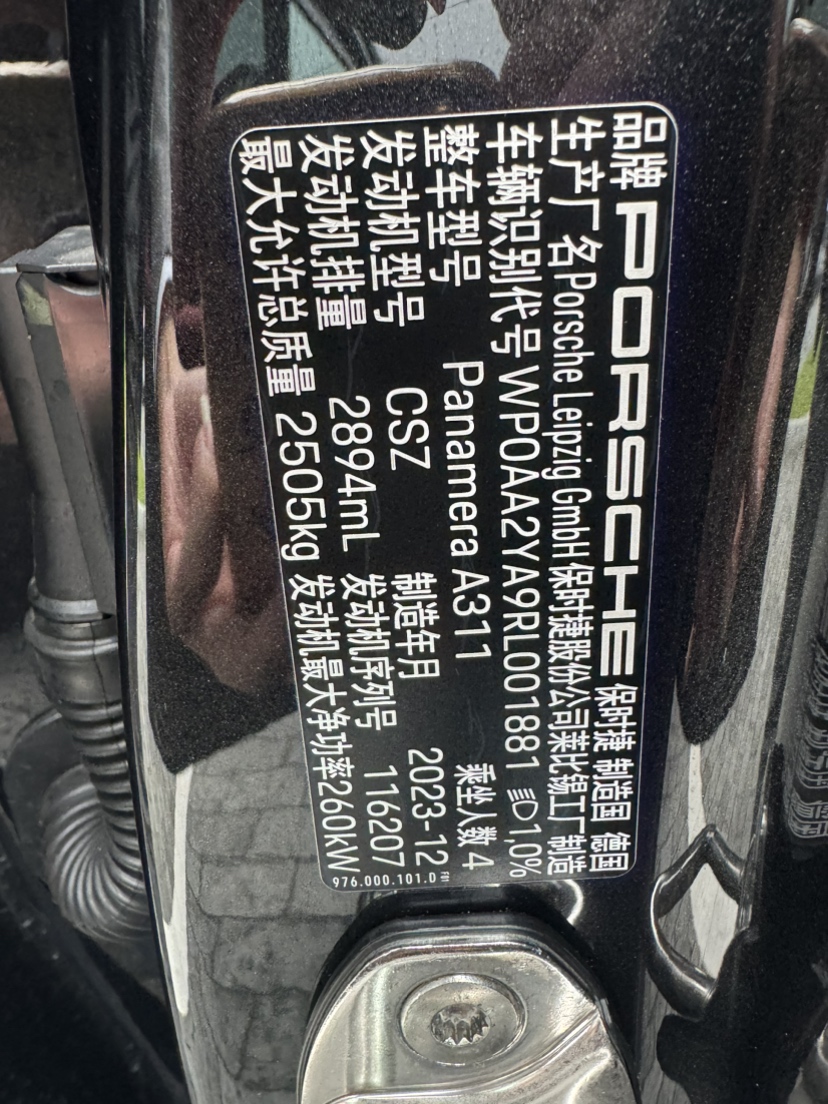 品牌 PORSCHE 保时捷 制造国 德国
生产厂名 Porsche Leipzig GmbH 保时捷股份公司莱比锡工厂 制造
车辆识别代号 WP0AA2YA9RL001881 1,0%
整车型号 Panamera A311 乘坐人数 4
发动机型号 CSZ 制造年月 2023-12
发动机排量 2894mL 发动机序列号 116207
最大允许总质量 2505kg 发动机最大净功率 260kW
976.000.101.D